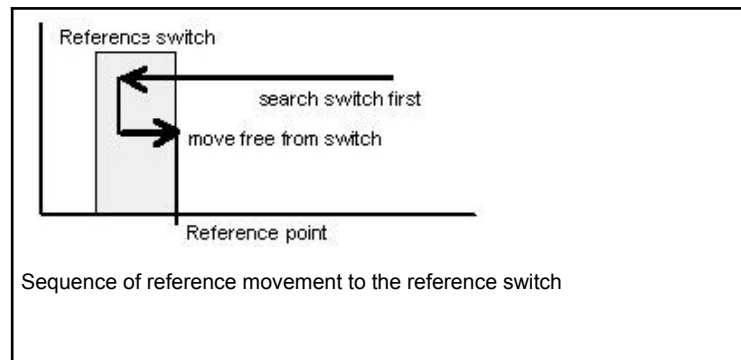 Reference switch
search switch first
move free from switch
Reference point
Sequence of reference movement to the reference switch